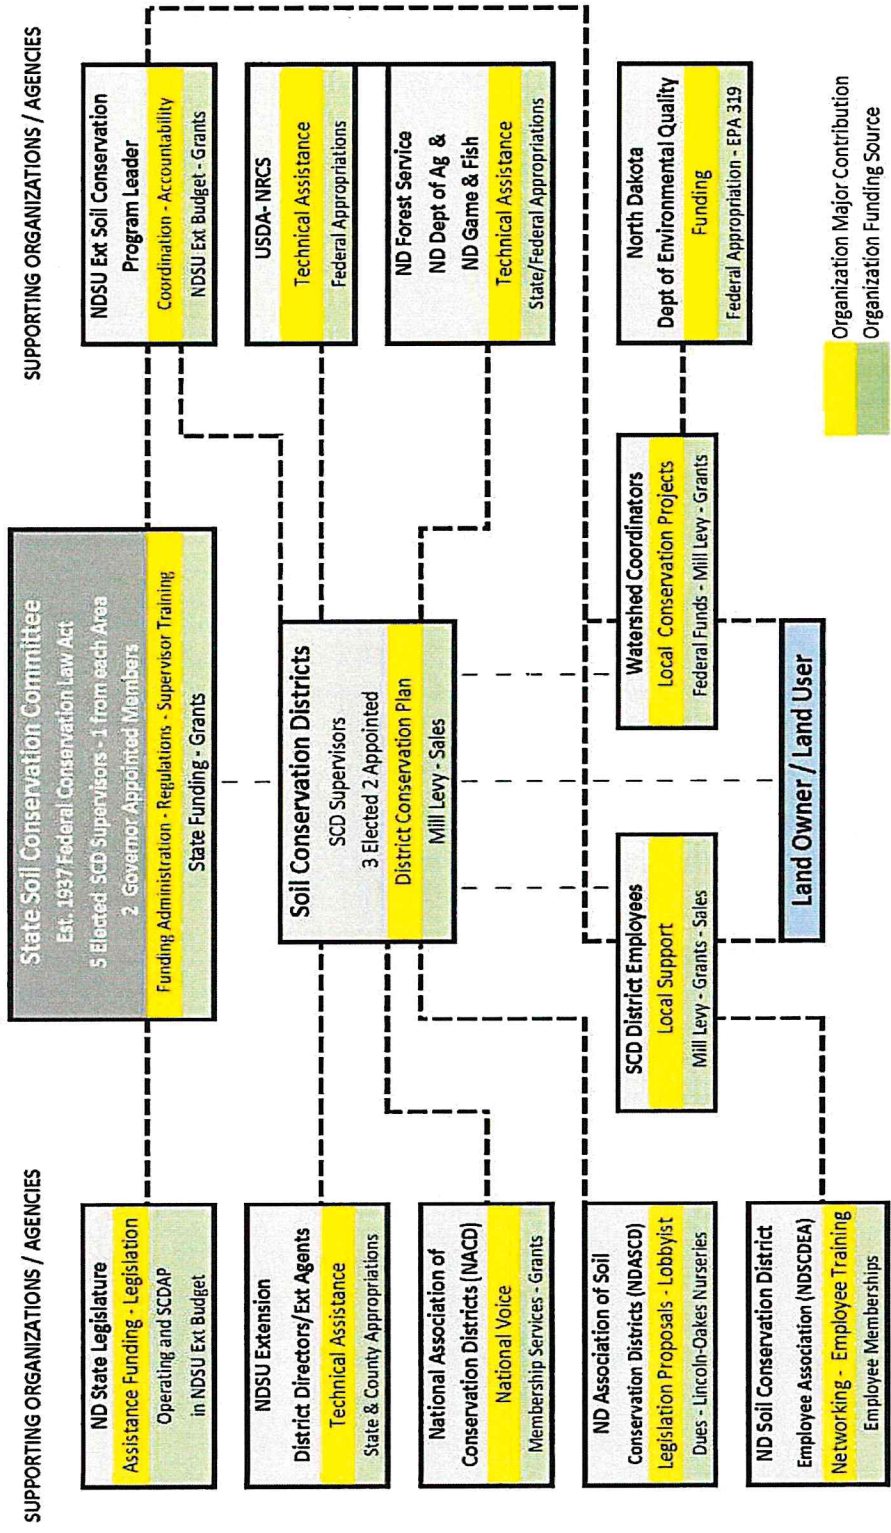 SUPPORTING ORGANIZATIONS / AGENCIES
SUPPORTING ORGANIZATIONS / AGENCIES
State Soil Conservation Committee
Est. 1937 Federal Conservation Law Act
5 Elected SCD Supervisors - 1 from each Area
2 Governor Appointed Members
Funding Administration - Regulations - Supervisor Training
State Funding - Grants
ND State Legislature
Assistance Funding - Legislation
Operating and SCDAP
in NDSU Ext Budget
NDSU Extension
District Directors/Ext Agents
Technical Assistance
State & County Appropriations
National Association of
Conservation Districts (NACD)
National Voice
Membership Services - Grants
ND Association of Soil
Conservation Districts (NDASCD)
Legislation Proposals - Lobbyist
Dues - Lincoln-Oakes Nurseries
ND Soil Conservation District
Employee Association (NDSCDEA)
Networking - Employee Training
Employee Memberships
Soil Conservation Districts
SCD Supervisors
3 Elected 2 Appointed
District Conservation Plan
Mill Levy - Sales
SCD District Employees
Local Support
Mill Levy - Grants - Sales
Watershed Coordinators
Local Conservation Projects
Federal Funds - Mill Levy - Grants
Land Owner / Land User
NDSU Ext Soil Conservation
Program Leader
Coordination - Accountability
NDSU Ext Budget - Grants
USDA- NRCS
Technical Assistance
Federal Appropriations
ND Forest Service
ND Dept of Ag &
ND Game & Fish
Technical Assistance
State/Federal Appropriations
North Dakota
Dept of Environmental Quality
Funding
Federal Appropriation - EPA 319
Organization Major Contribution
Organization Funding Source